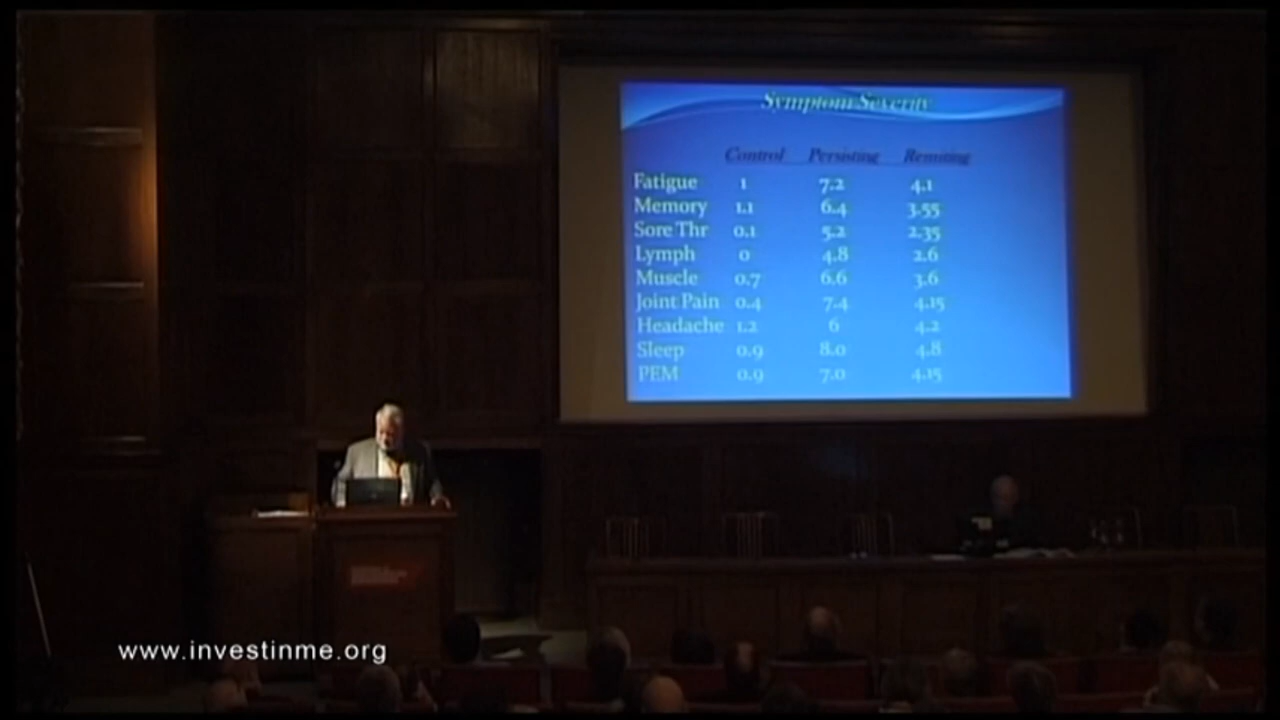 Symptom Severity
Control Persisting Remiting
Fatigue 1 7.2 4.1
Memory 1.1 6.4 3.55
Sore Thr 0.1 5.2 2.35
Lymph 0 4.8 2.6
Muscle 0.7 6.6 3.6
Joint Pain 0.4 7.4 4.15
Headache 1.2 6 4.2
Sleep 0.9 8.0 4.8
PEM 0.9 7.0 4.15
www.investinme.org